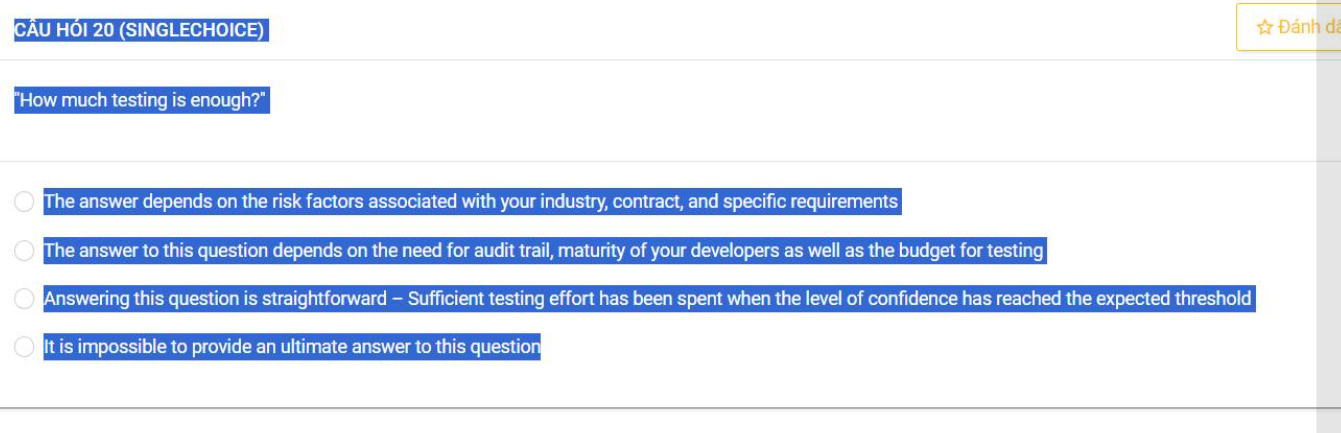 CÂU HỎI 20 (SINGLECHOICE)
☆ Đánh dấ
"How much testing is enough?"
The answer depends on the risk factors associated with your industry, contract, and specific requirements
The answer to this question depends on the need for audit trail, maturity of your developers as well as the budget for testing
Answering this question is straightforward – Sufficient testing effort has been spent when the level of confidence has reached the expected threshold
It is impossible to provide an ultimate answer to this question